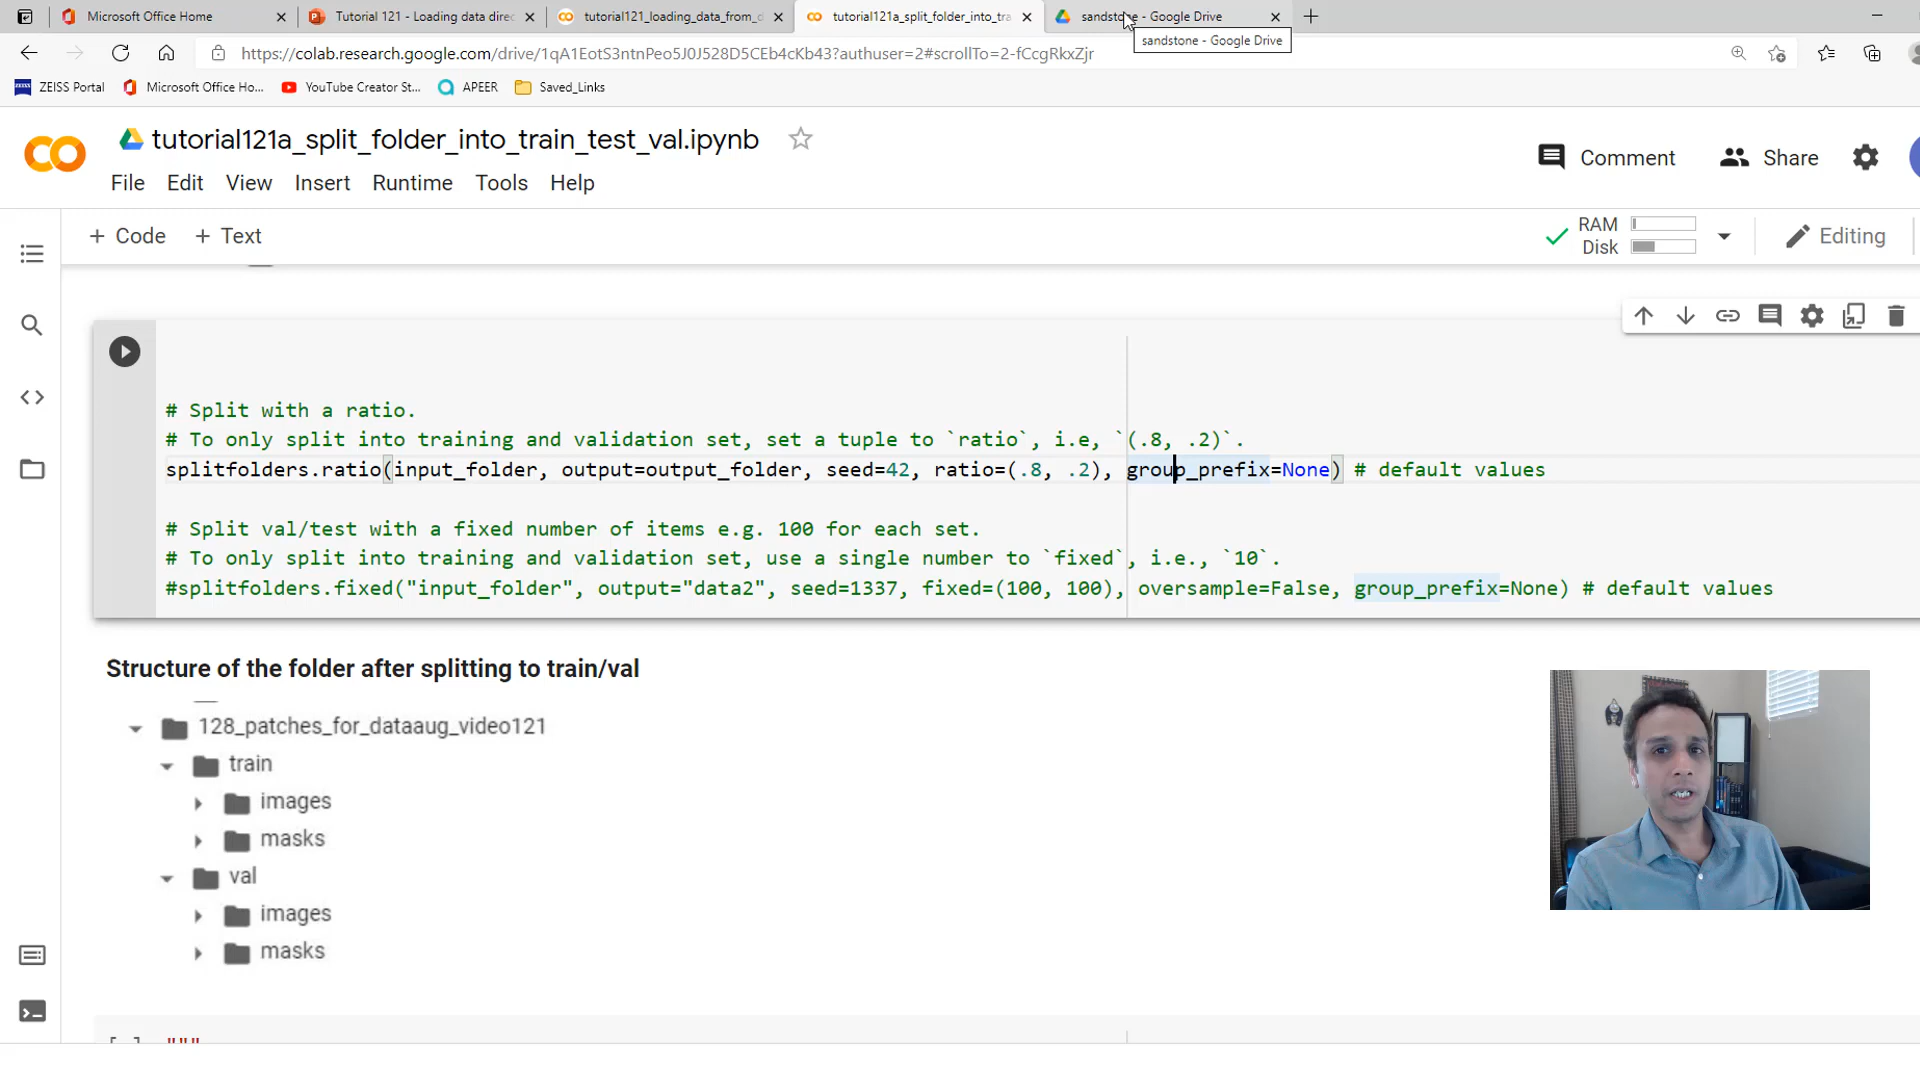 Microsoft Office Home
Tutorial 121 - Loading data direc
tutorial121_loading_data_from_d
tutorial121a_split_folder_into_tra
sandstone - Google Drive
sandstone - Google Drive
https://colab.research.google.com/drive/1qA1EotS3ntnPeo5J0J528D5CEb4cKb43?authuser=2#scrollTo=2-fCcgRkxZjr
ZEISS Portal
Microsoft Office Ho...
YouTube Creator St...
APEER
Saved_Links
tutorial121a_split_folder_into_train_test_val.ipynb
Comment
Share
File Edit View Insert Runtime Tools Help
+ Code + Text
RAM
Disk
Editing
# Split with a ratio.
# To only split into training and validation set, set a tuple to `ratio`, i.e, `(.8, .2)`.
splitfolders.ratio(input_folder, output=output_folder, seed=42, ratio=(.8, .2), group_prefix=None) # default values
# Split val/test with a fixed number of items e.g. 100 for each set.
# To only split into training and validation set, use a single number to `fixed`, i.e., `10`.
#splitfolders.fixed("input_folder", output="data2", seed=1337, fixed=(100, 100), oversample=False, group_prefix=None) # default values
Structure of the folder after splitting to train/val
128_patches_for_dataaug_video121
train
images
masks
val
images
masks
[ ] """